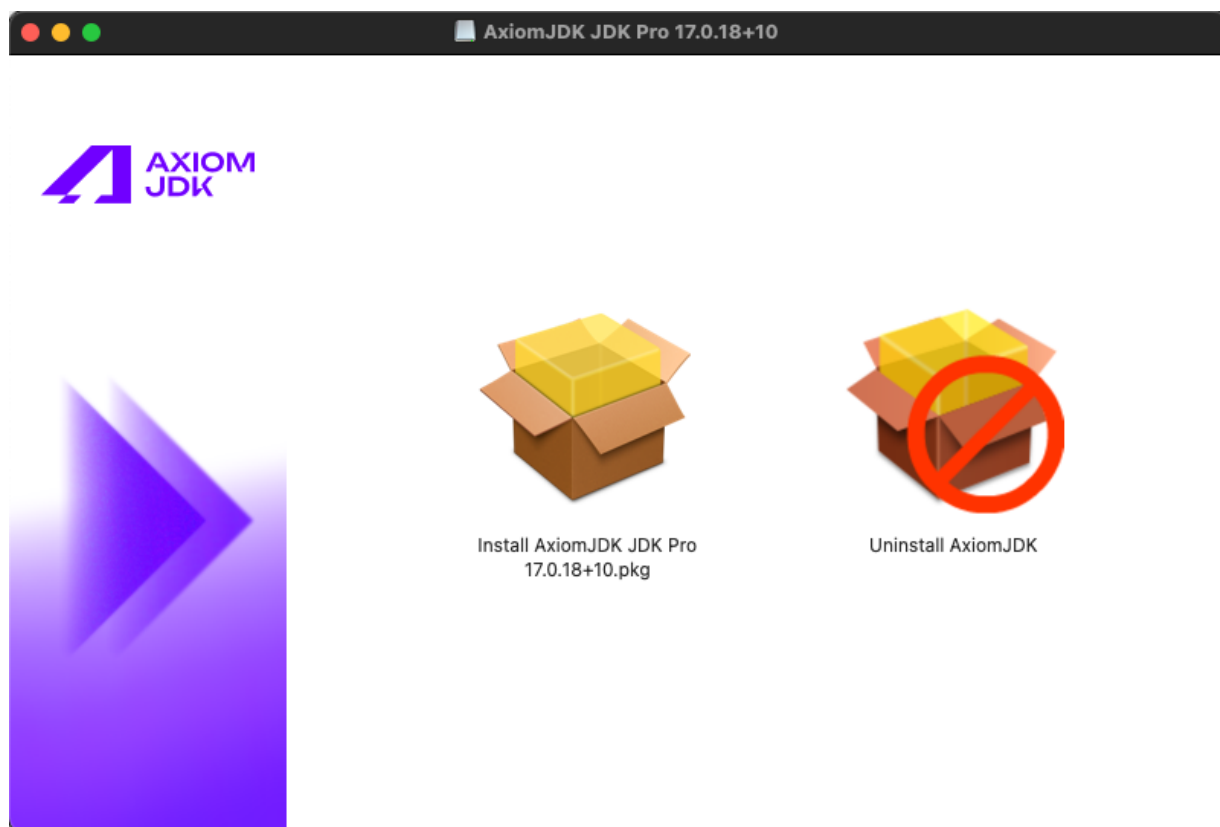 AxiomJDK JDK Pro 17.0.18+10
AXIOM
JDK
Install AxiomJDK JDK Pro
17.0.18+10.pkg
Uninstall AxiomJDK